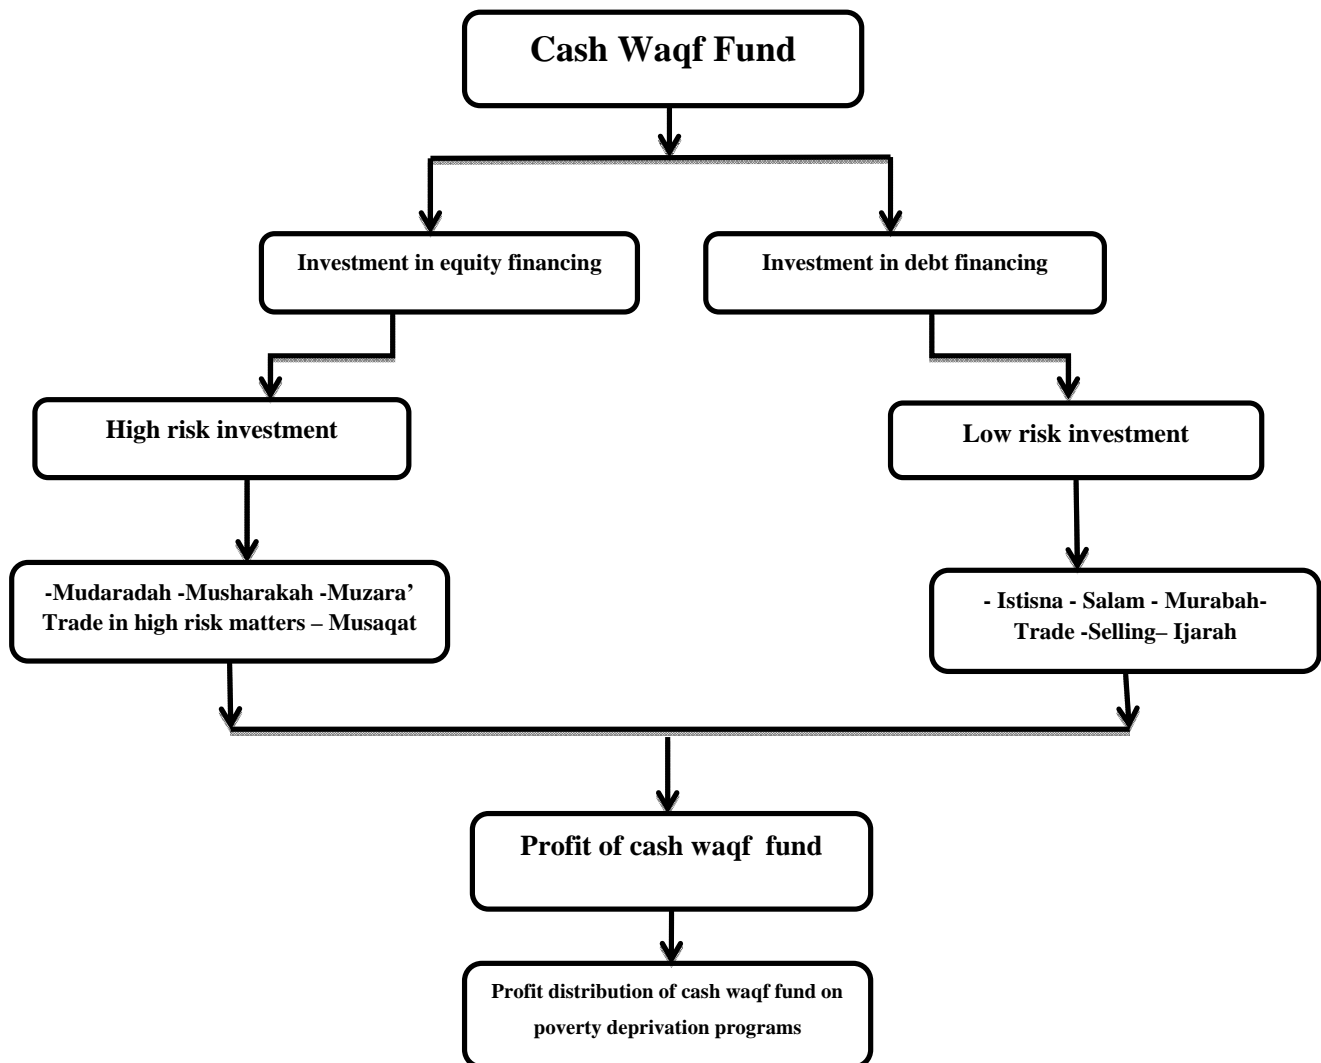 Cash Waqf Fund
Investment in equity financing
Investment in debt financing
High risk investment
Low risk investment
-Mudaradah -Musharakah -Muzara’
Trade in high risk matters – Musaqat
- Istisna - Salam - Murabah-
Trade -Selling– Ijarah
Profit of cash waqf fund
Profit distribution of cash waqf fund on
poverty deprivation programs